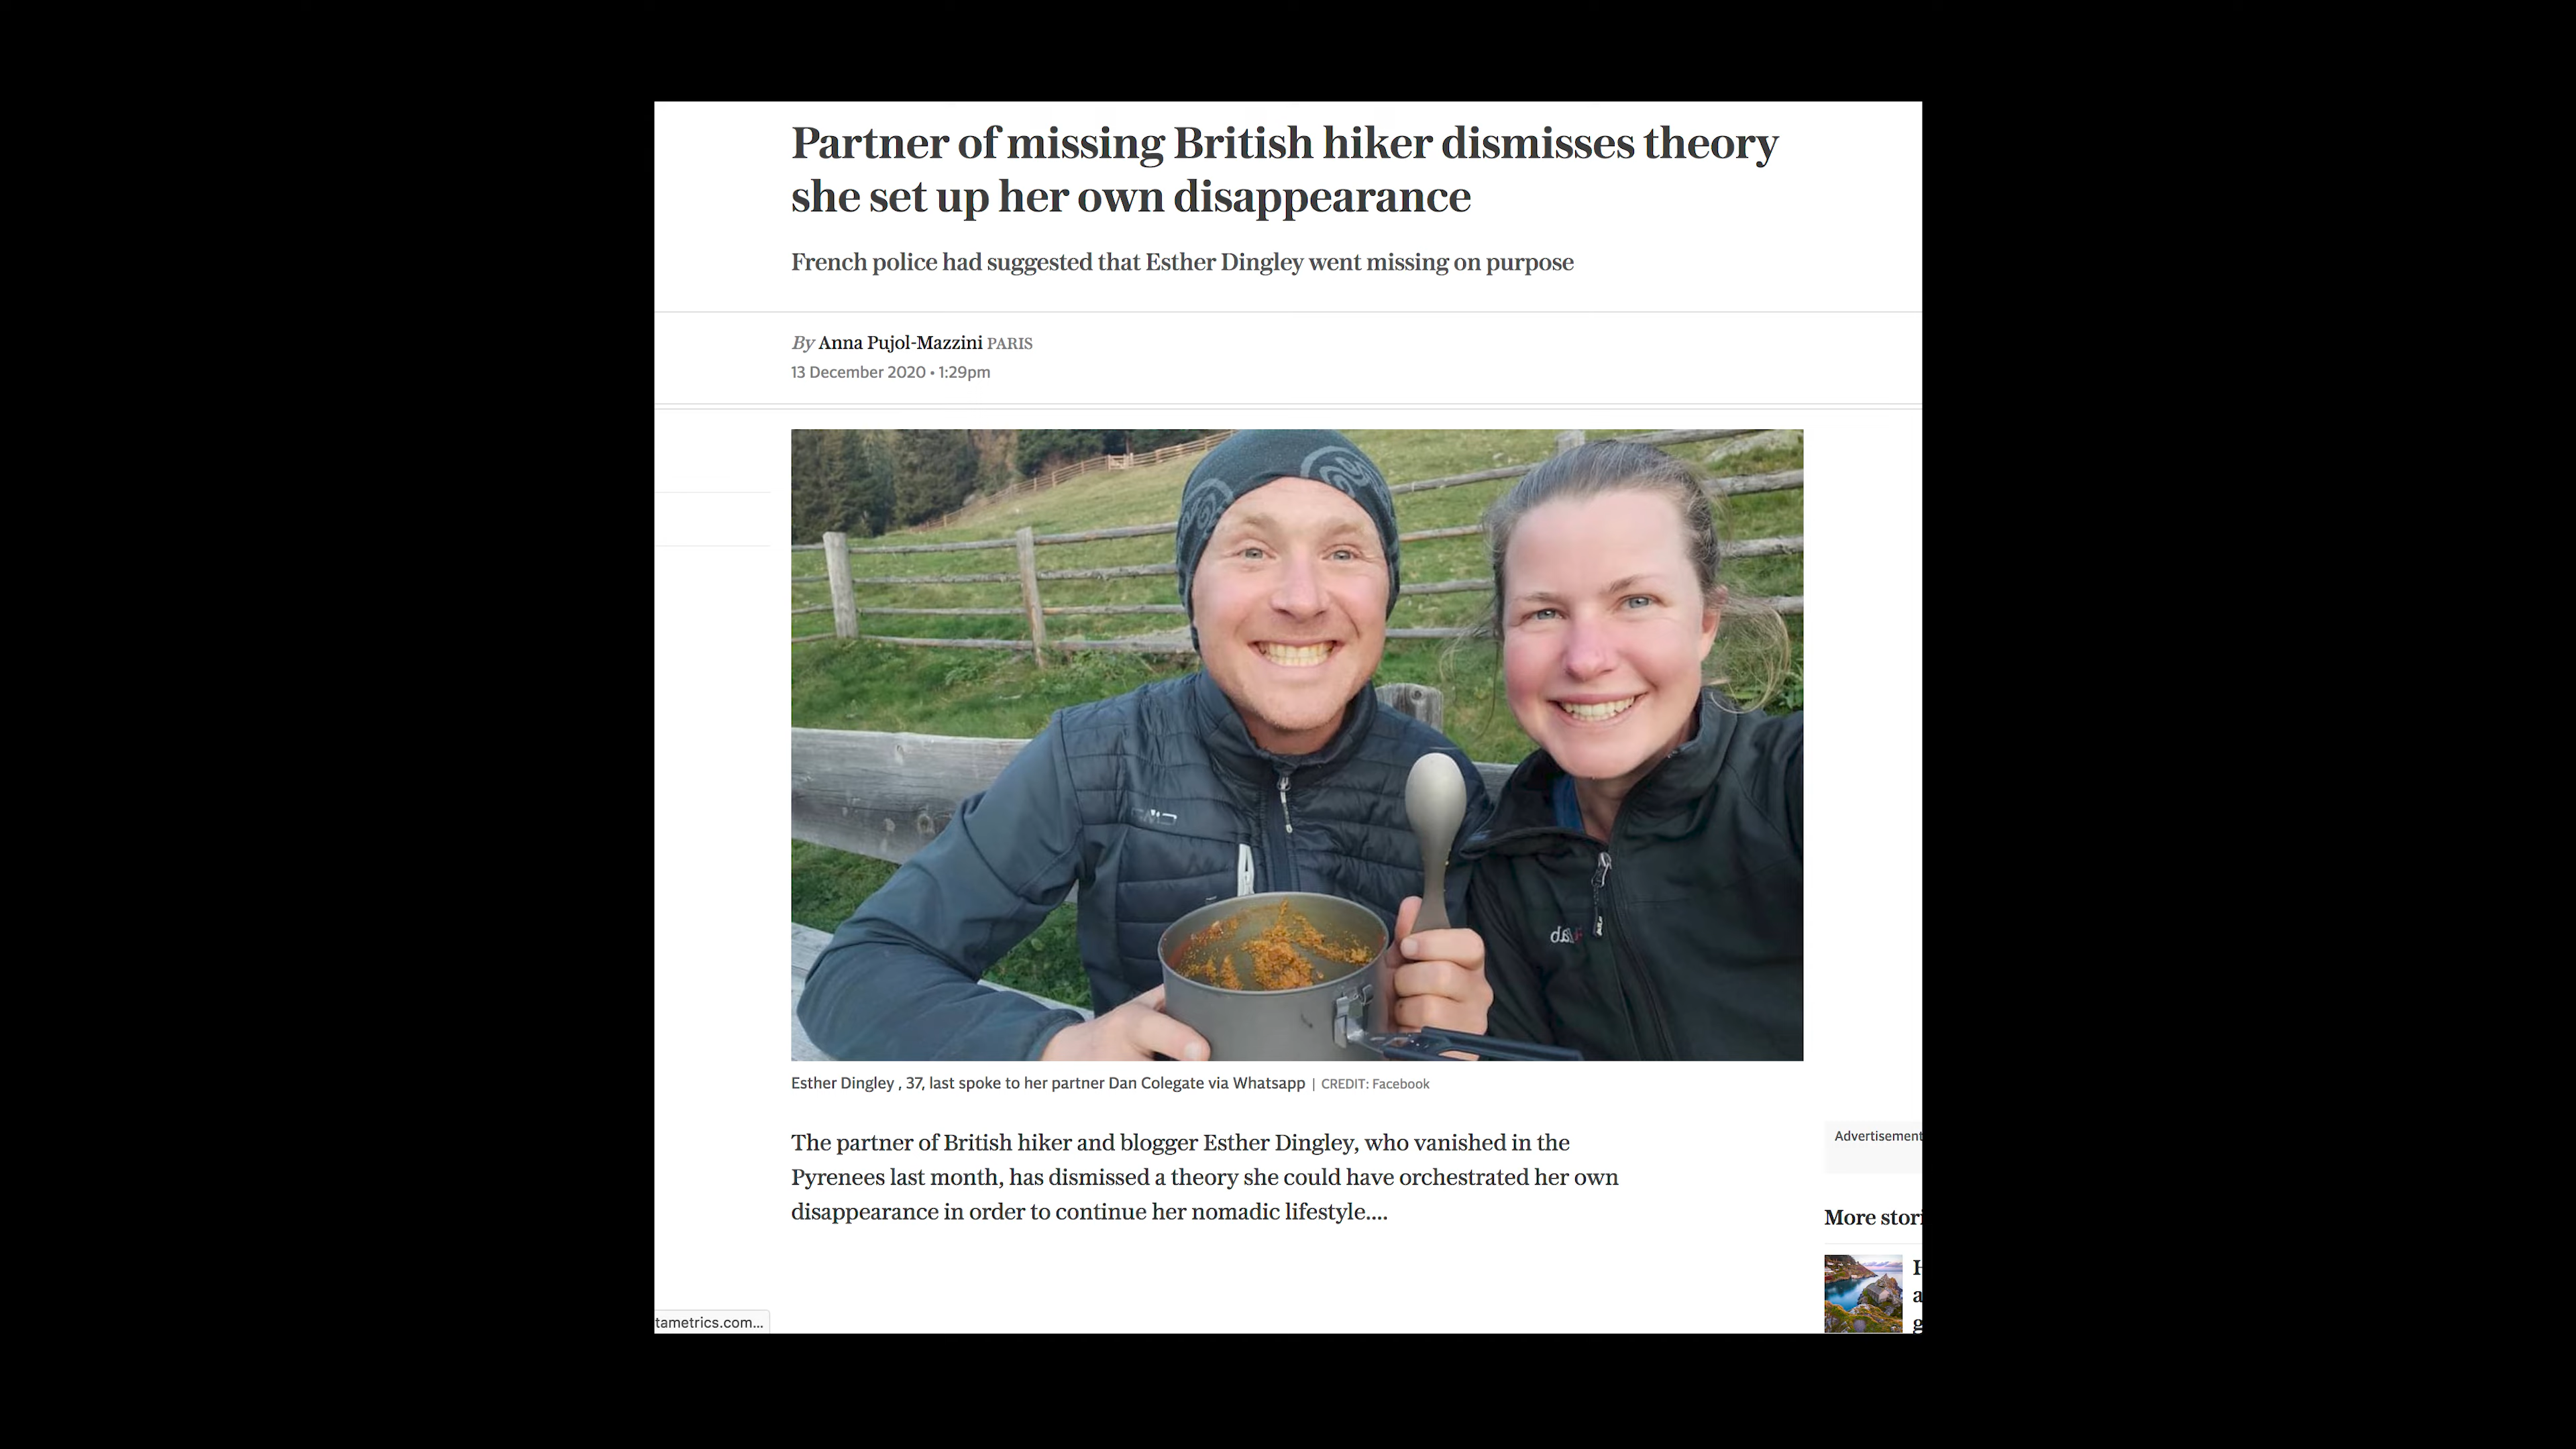 Partner of missing British hiker dismisses theory
she set up her own disappearance
French police had suggested that Esther Dingley went missing on purpose
By Anna Pujol-Mazzini PARIS
13 December 2020 • 1:29pm
Esther Dingley , 37, last spoke to her partner Dan Colegate via Whatsapp | CREDIT: Facebook
The partner of British hiker and blogger Esther Dingley, who vanished in the
Pyrenees last month, has dismissed a theory she could have orchestrated her own
disappearance in order to continue her nomadic lifestyle....
Advertisement
More stori
H
a
g
tametrics.com...